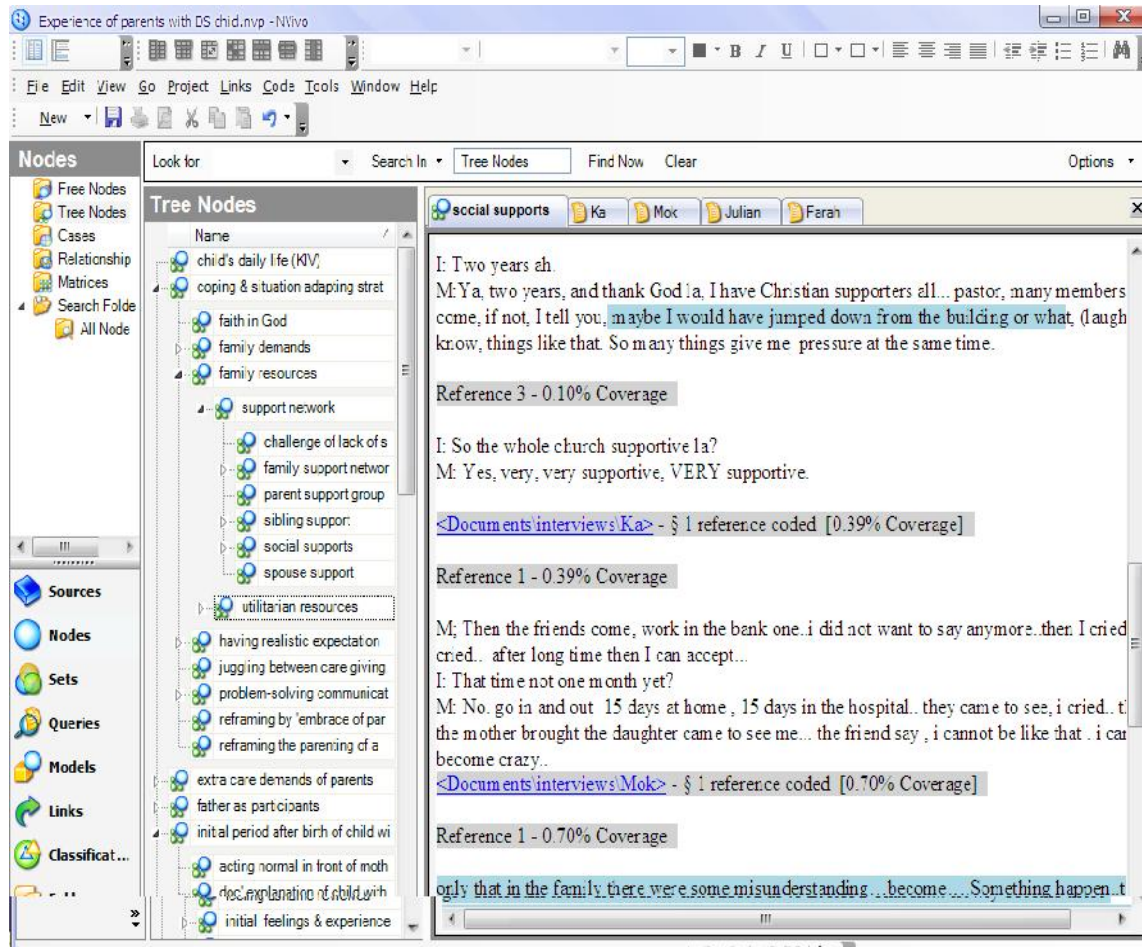 Experience of parents with DS chid.nvp - NVivo
B I U
File Edit View Go Project Links Code Tools Window Help
New
Nodes
Free Nodes
Tree Nodes
Cases
Relationship
Matrices
Search Folde
All Node
Sources
Nodes
Sets
Queries
Models
Links
Classificat...
Look for
Search In
Tree Nodes
Find Now
Clear
Options
Tree Nodes
Name
child's daily life (KIV)
coping & situation adapting strat
faith in God
family demands
family resources
support network
challenge of lack of s
family support networ
parent support group
sibling support
social supports
spouse support
utilitarian resources
having realistic expectation
juggling between care giving
problem-solving communicat
reframing by 'embrace of par
reframing the parenting of a
extra care demands of parents
father as participants
initial period after birth of child wi
acting normal in front of moth
doc' explanation of child with
initial feelings & experience
social supports
Ka
Mok
Julian
Farah
I: Two years ah.
M:Ya, two years, and thank God la, I have Christian supporters all... pastor, many members
come, if not, I tell you, maybe I would have jumped down from the building or what, (laugh
know, things like that. So many things give me pressure at the same time.
Reference 3 - 0.10% Coverage
I: So the whole church supportive la?
M: Yes, very, very supportive, VERY supportive.
<Documents\interviews\Ka> - § 1 reference coded [0.39% Coverage]
Reference 1 - 0.39% Coverage
M; Then the friends come, work in the bank one..i did not want to say anymore..then I cried
cried.. after long time then I can accept...
I: That time not one month yet?
M: No. go in and out 15 days at home , 15 days in the hospital.. they came to see, i cried.. t
the mother brought the daughter came to see me... the friend say , i cannot be like that . i can
become crazy..
<Documents\interviews\Mok> - § 1 reference coded [0.70% Coverage]
Reference 1 - 0.70% Coverage
only that in the family there were some misunderstanding...become....Something happen..t